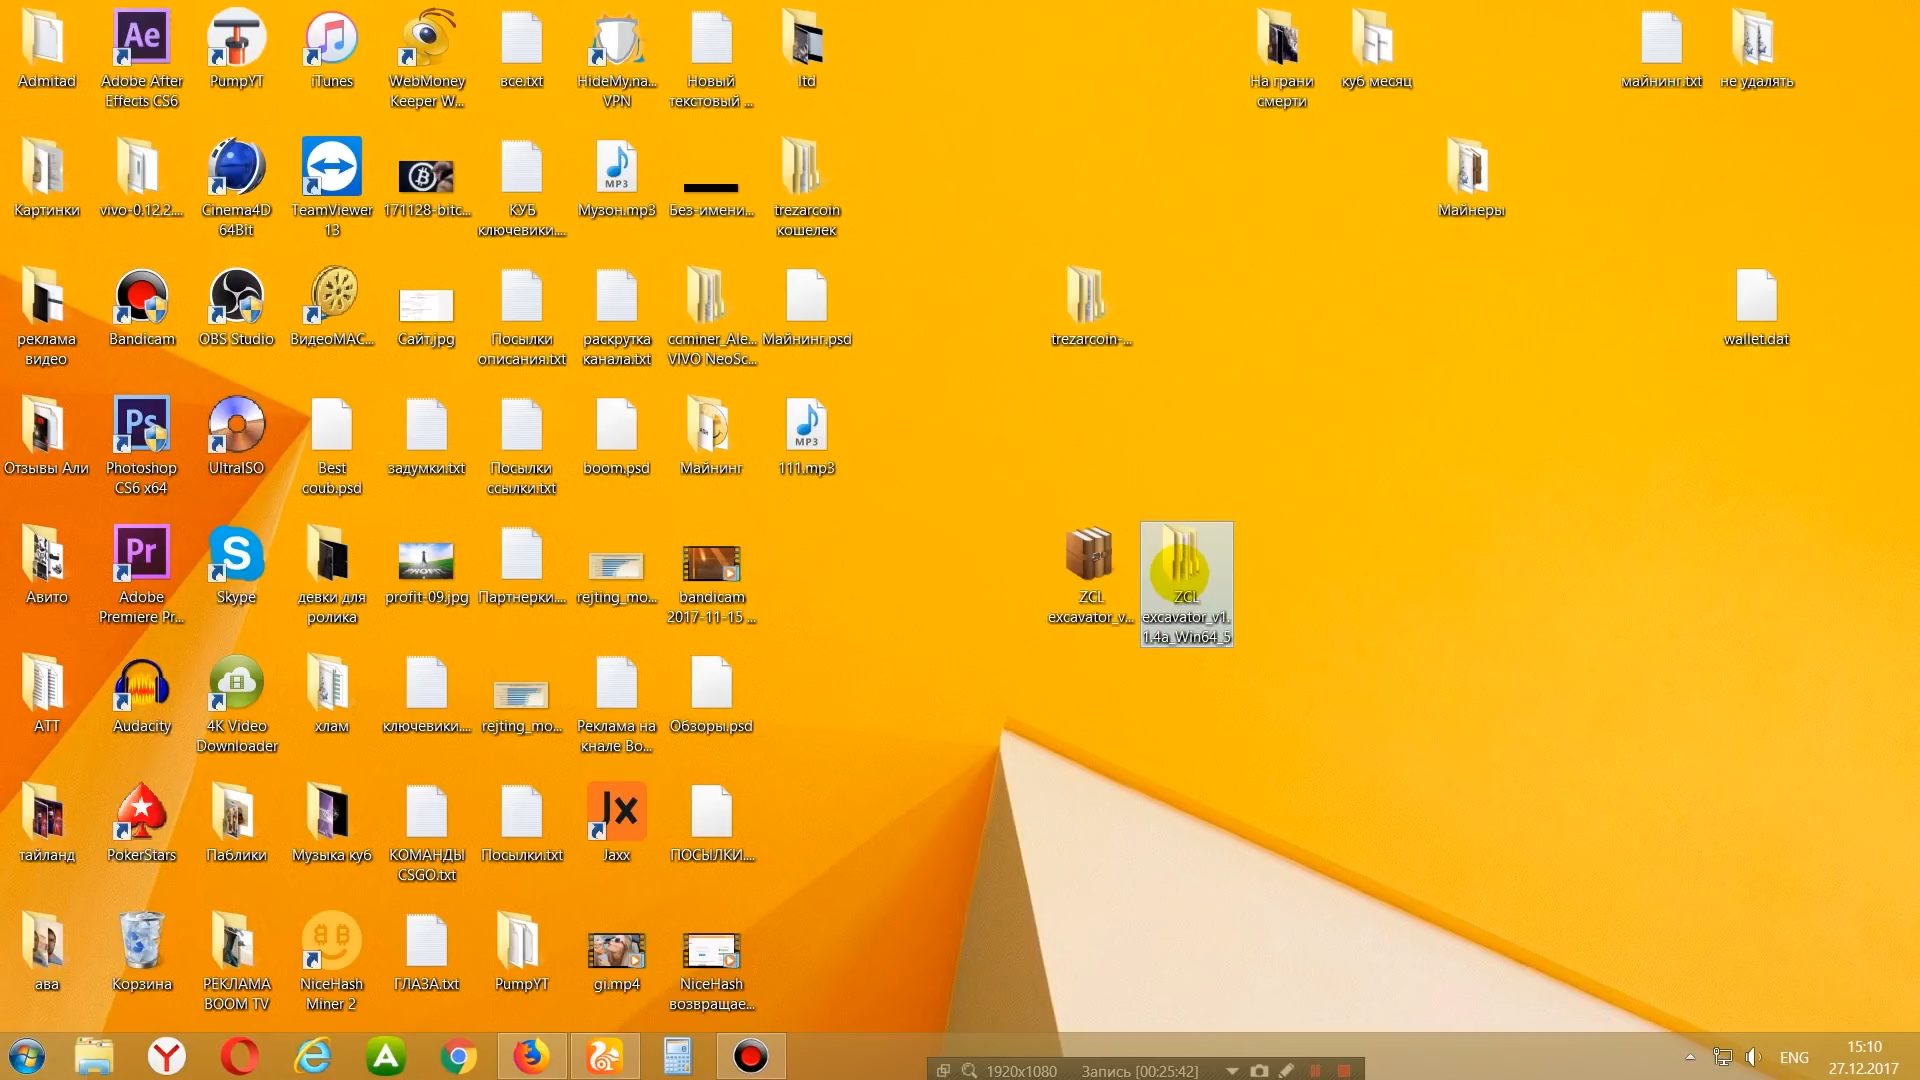 Admitad
Adobe After
Effects CS6
PumpYT
iTunes
WebMoney
Keeper W...
все.txt
HideMy.na...
VPN
Новый
текстовый ...
ltd
На грани
смерти
куб месяц
майнинг.txt
не удалять
Картинки
vivo-0.12.2....
Cinema4D
64Bit
TeamViewer
13
171128-bitc...
КУБ
ключевики....
MP3
Музон.mp3
Без-имени...
trezarcoin
кошелек
Майнеры
реклама
видео
Bandicam
OBS Studio
ВидеоМАС...
Сайт.jpg
Посылки
описания.txt
раскрутка
канала.txt
ccminer_Ale...
VIVO NeoSc...
Майнинг.psd
trezarcoin-...
wallet.dat
Отзывы Али
Photoshop
CS6 x64
UltraISO
Best
coub.psd
задумки.txt
Посылки
ссылки.txt
boom.psd
Майнинг
MP3
111.mp3
Авито
Adobe
Premiere Pr...
Skype
девки для
ролика
profit-09.jpg
Партнерки....
rejting_mo...
bandicam
2017-11-15 ...
ZCL
excavator_v...
ZCL
excavator_v1.
1.4a_Win64_5
АТТ
Audacity
4K Video
Downloader
хлам
ключевики....
rejting_mo...
Реклама на
кнале Bo...
Обзоры.psd
тайланд
PokerStars
Паблики
Музыка куб
КОМАНДЫ
CSGO.txt
Посылки.txt
Jx
Jaxx
ПОСЫЛКИ....
ава
Корзина
РЕКЛАМА
BOOM TV
NiceHash
Miner 2
ГЛАЗА.txt
PumpYT
gi.mp4
NiceHash
возвращае...
1920x1080 Запись [00:25:42]
ENG
15:10
27.12.2017